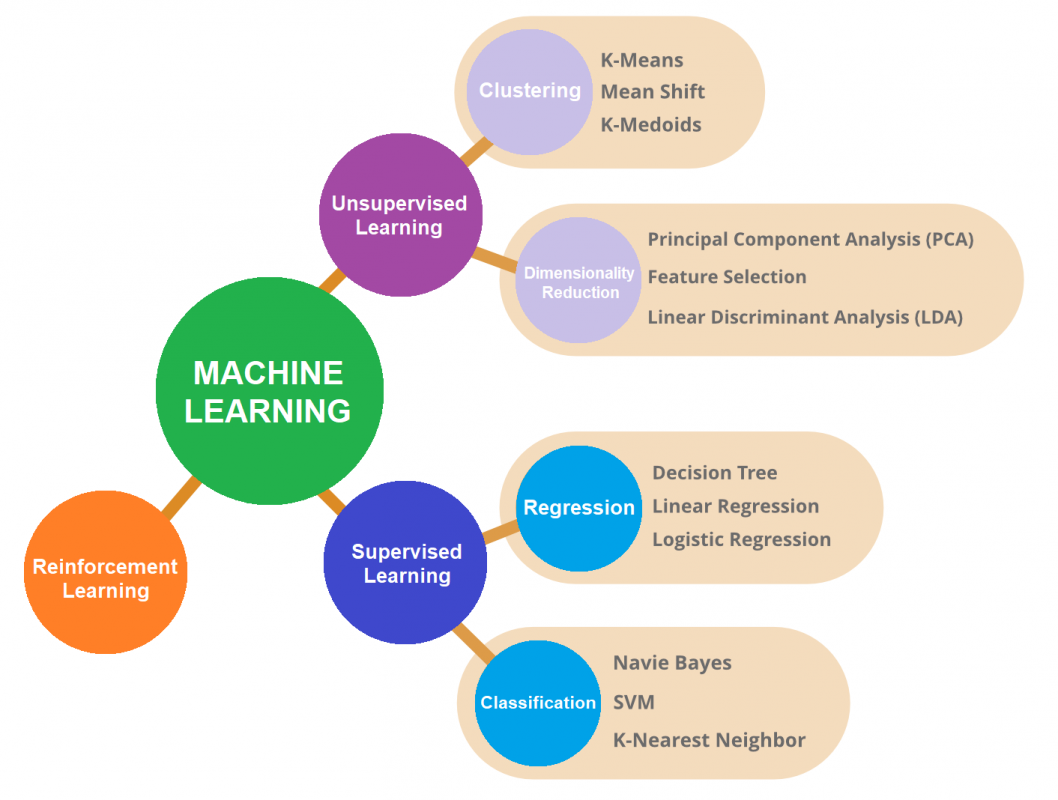 Clustering
K-Means
Mean Shift
K-Medoids
Unsupervised
Learning
Dimensionality
Reduction
Principal Component Analysis (PCA)
Feature Selection
Linear Discriminant Analysis (LDA)
MACHINE
LEARNING
Reinforcement
Learning
Supervised
Learning
Regression
Decision Tree
Linear Regression
Logistic Regression
Classification
Navie Bayes
SVM
K-Nearest Neighbor